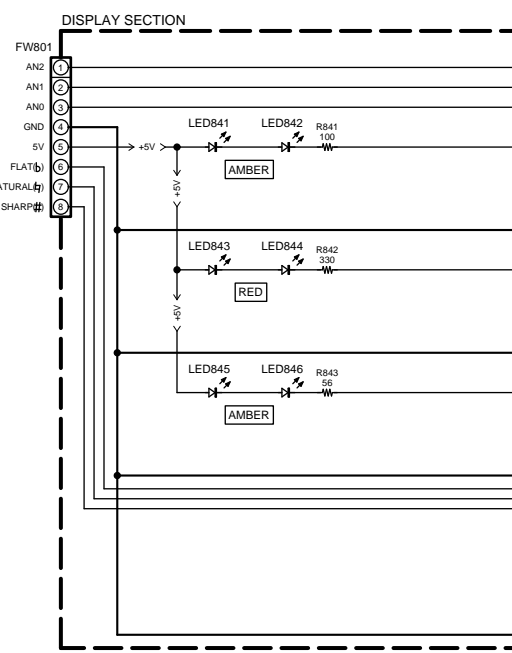 DISPLAY SECTION
FW801
AN2 1
AN1 2
AN0 3
GND 4
5V 5 +5V
FLAT(♭) 6
ATURAL(♮) 7
SHARP(#) 8
LED841 LED842 R841
100
AMBER
+5V
LED843 LED844 R842
330
RED
+5V
LED845 LED846 R843
56
AMBER